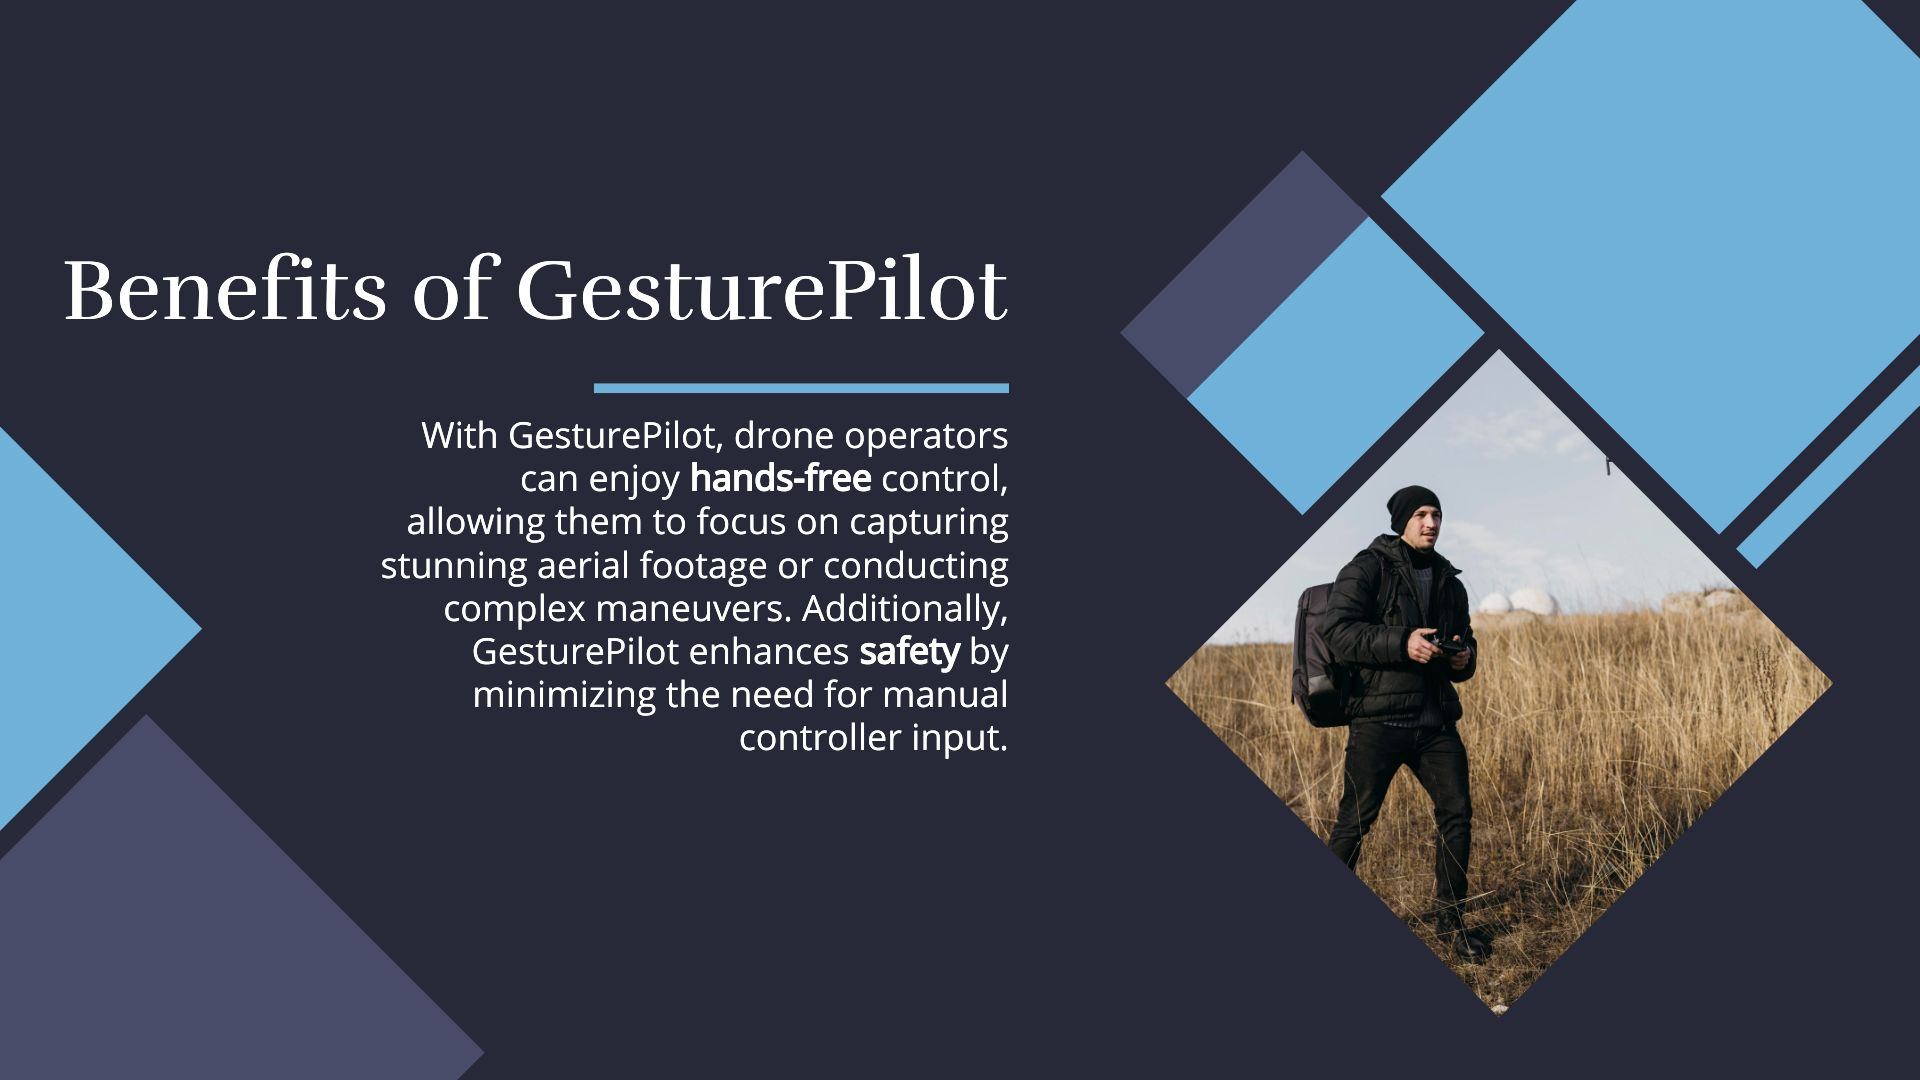 Benefits of GesturePilot
With GesturePilot, drone operators
can enjoy hands-free control,
allowing them to focus on capturing
stunning aerial footage or conducting
complex maneuvers. Additionally,
GesturePilot enhances safety by
minimizing the need for manual
controller input.